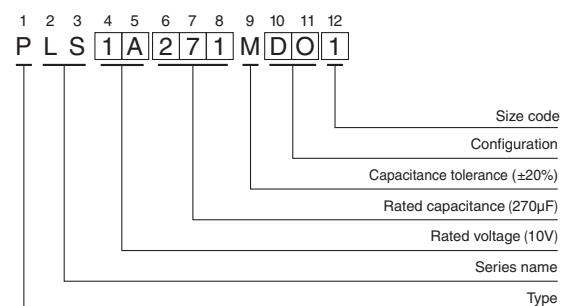 1 2 3 4 5 6 7 8 9 10 11 12
P L S 1 A 2 7 1 M D O 1
Size code
Configuration
Capacitance tolerance (±20%)
Rated capacitance (270µF)
Rated voltage (10V)
Series name
Type